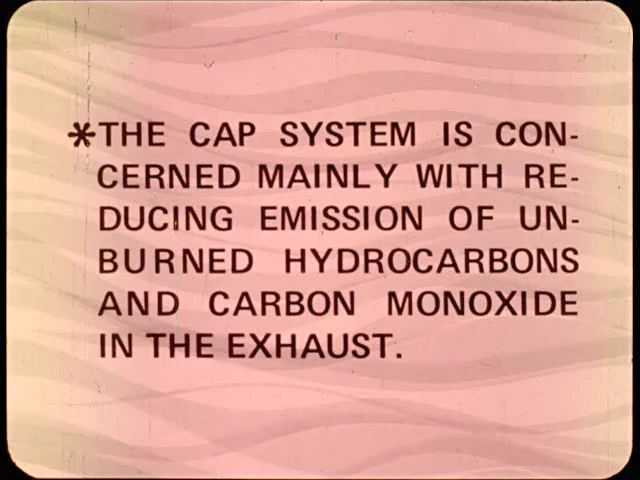 *THE CAP SYSTEM IS CON-
CERNED MAINLY WITH RE-
DUCING EMISSION OF UN-
BURNED HYDROCARBONS
AND CARBON MONOXIDE
IN THE EXHAUST.